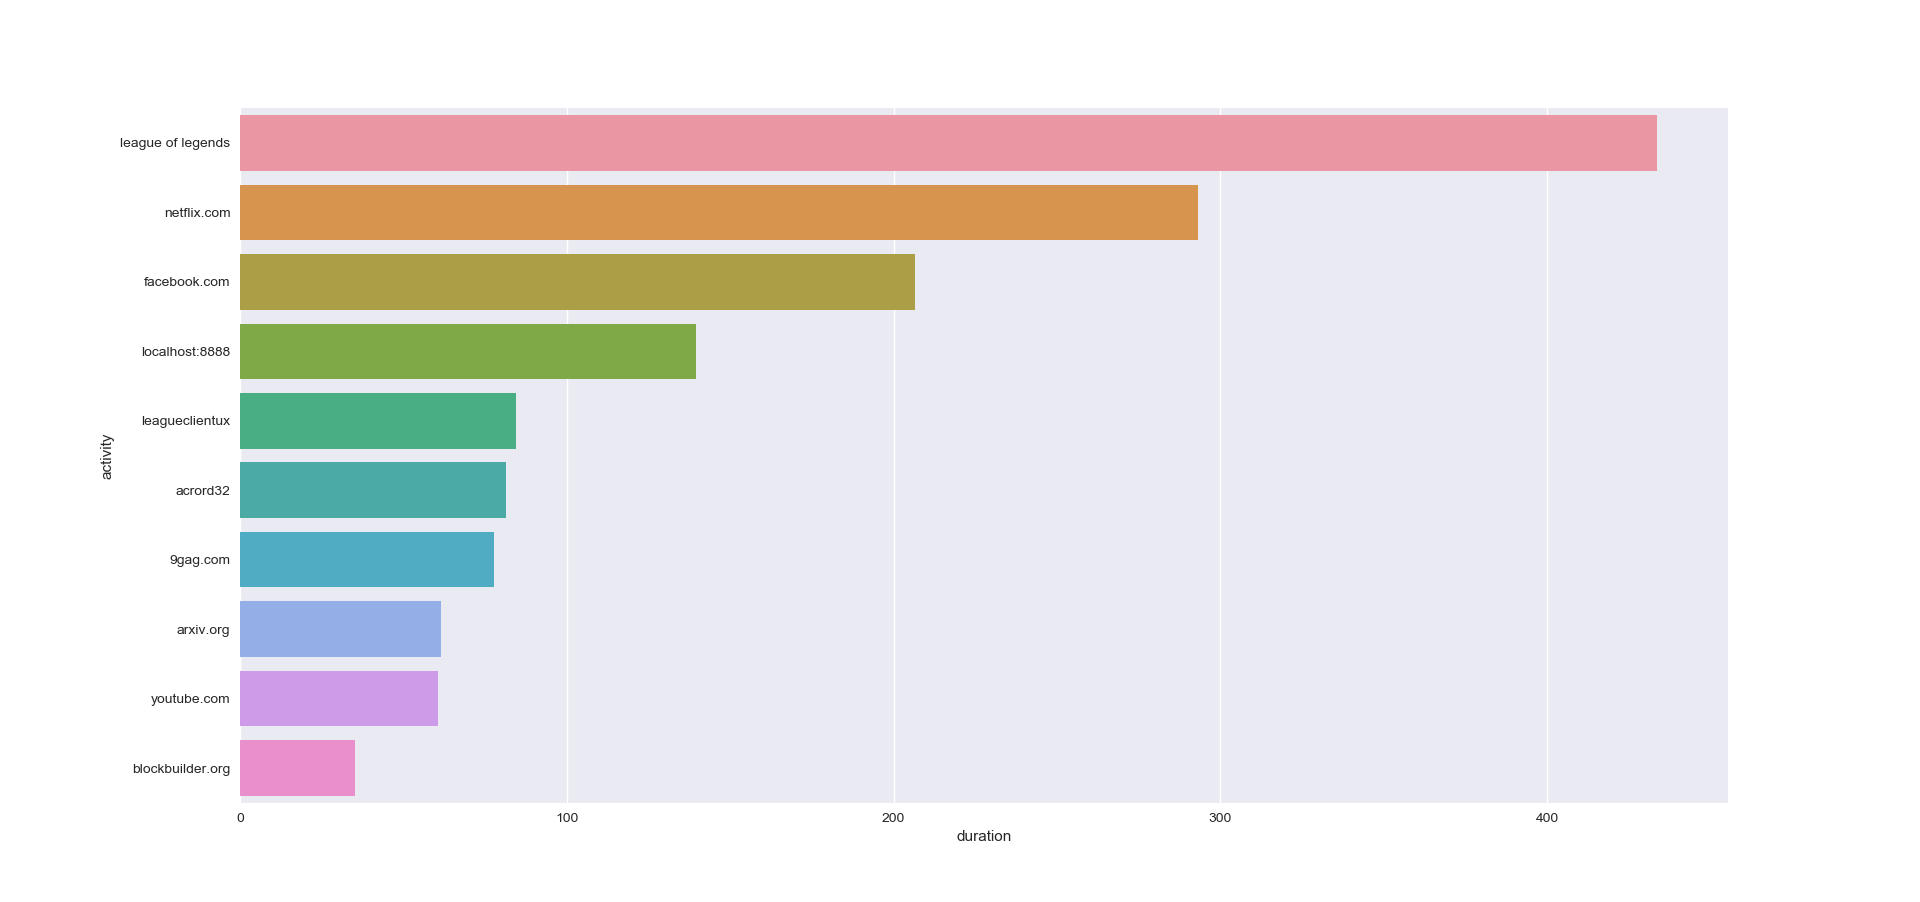 league of legends
netflix.com
facebook.com
localhost:8888
leagueclientux
acrord32
9gag.com
arxiv.org
youtube.com
blockbuilder.org
activity
0 100 200 300 400
duration